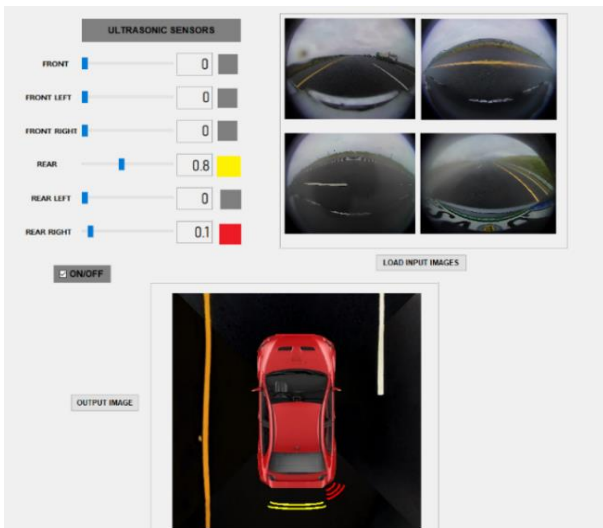 ULTRASONIC SENSORS
FRONT 0
FRONT LEFT 0
FRONT RIGHT 0
REAR 0.8
REAR LEFT 0
REAR RIGHT 0.1
ON/OFF
LOAD INPUT IMAGES
OUTPUT IMAGE